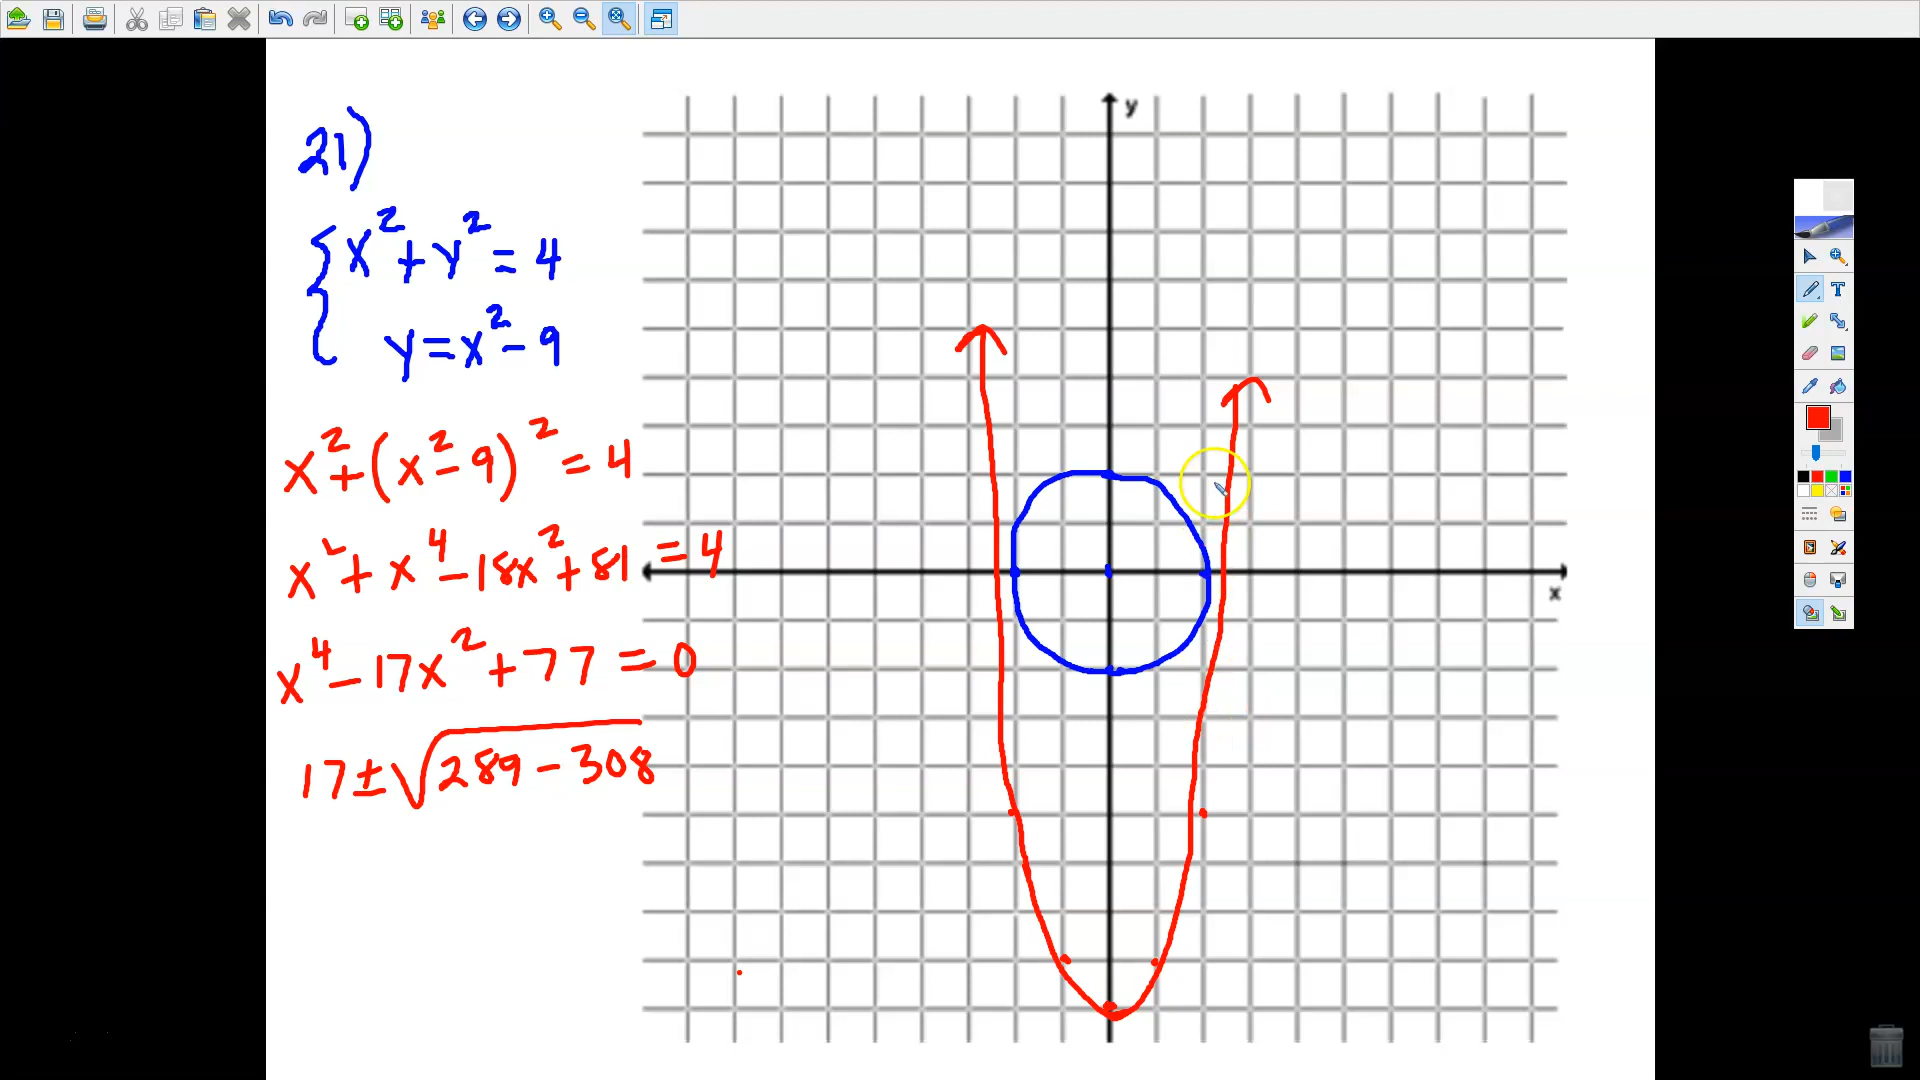 21)
x² + y² = 4
y = x² - 9
x² + (x² - 9)² = 4
x² + x⁴ - 18x² + 81 = 4
x⁴ - 17x² + 77 = 0
17 ± √289 - 308
y
x
T